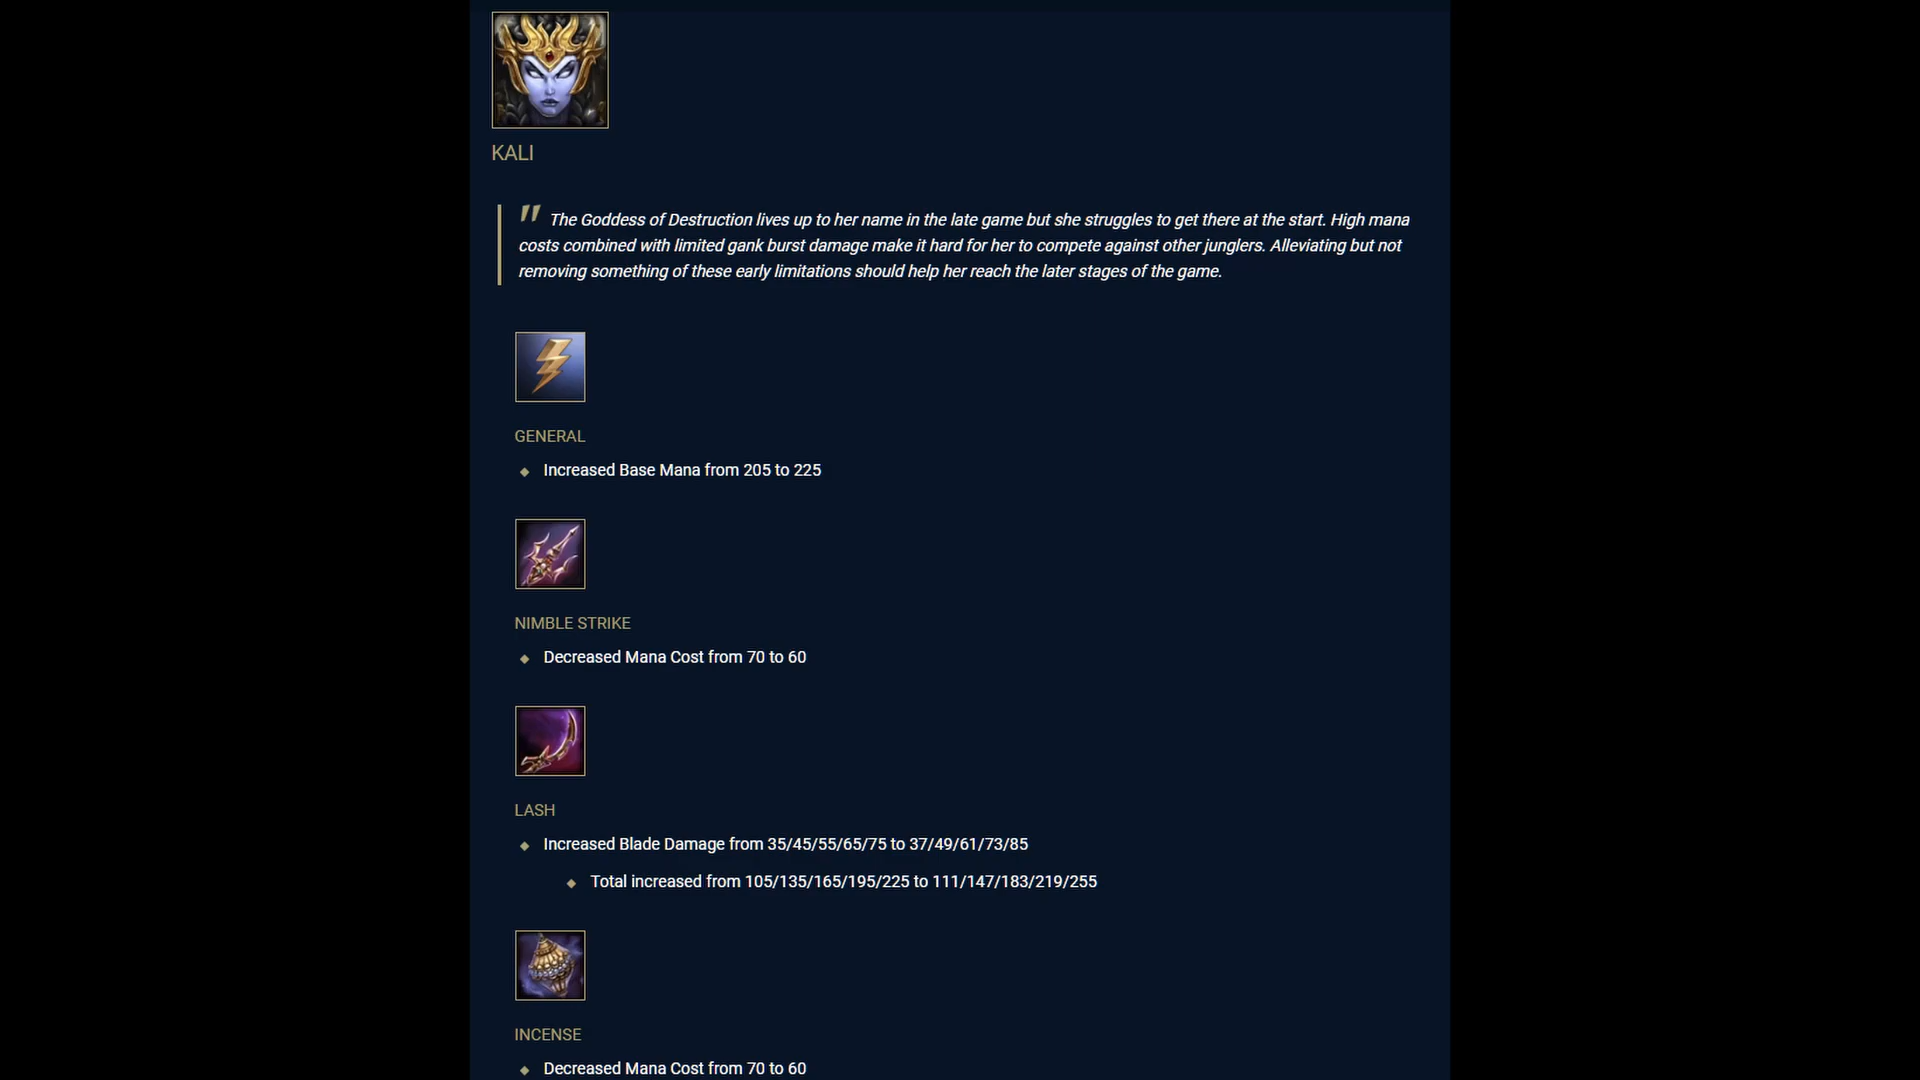 KALI
" The Goddess of Destruction lives up to her name in the late game but she struggles to get there at the start. High mana
costs combined with limited gank burst damage make it hard for her to compete against other junglers. Alleviating but not
removing something of these early limitations should help her reach the later stages of the game.
GENERAL
Increased Base Mana from 205 to 225
NIMBLE STRIKE
Decreased Mana Cost from 70 to 60
LASH
Increased Blade Damage from 35/45/55/65/75 to 37/49/61/73/85
Total increased from 105/135/165/195/225 to 111/147/183/219/255
INCENSE
Decreased Mana Cost from 70 to 60